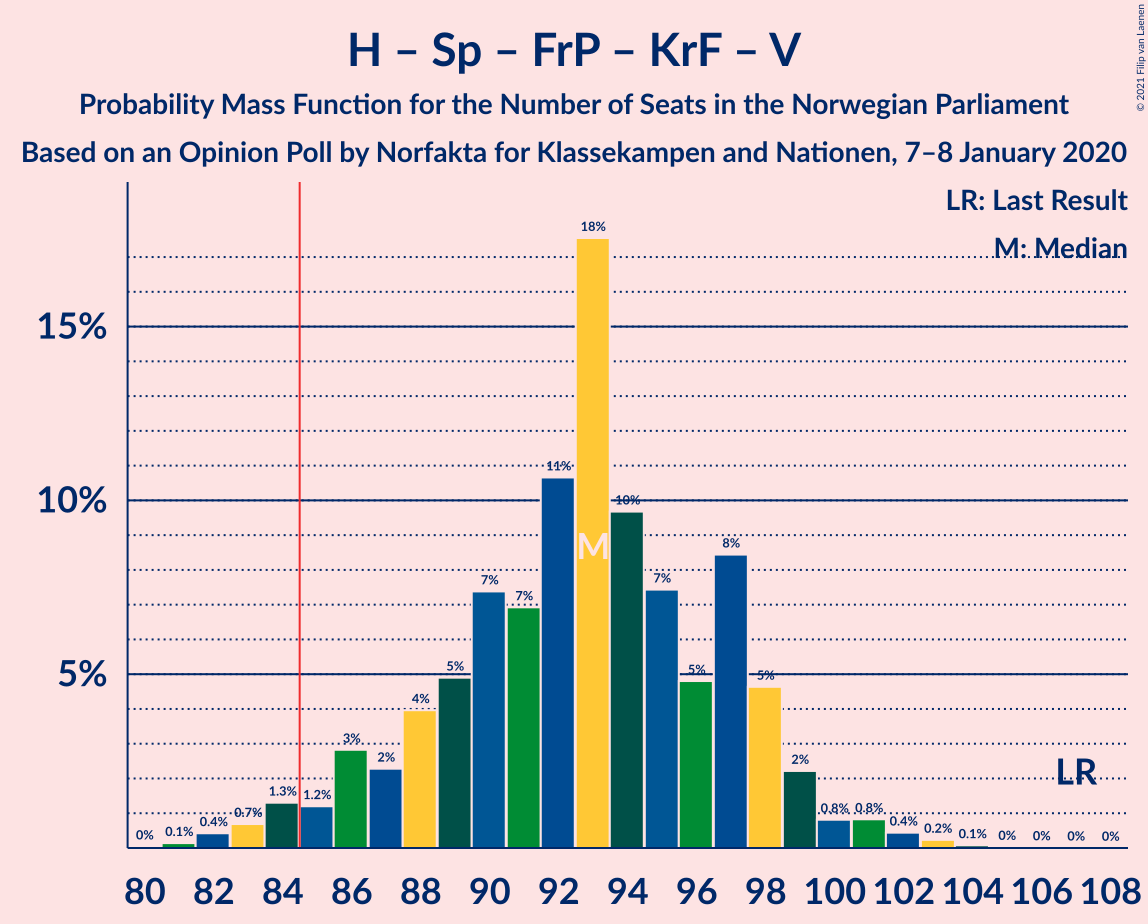 H – Sp – FrP – KrF – V
Probability Mass Function for the Number of Seats in the Norwegian Parliament
Based on an Opinion Poll by Norfakta for Klassekampen and Nationen, 7–8 January 2020
© 2021 Filip van Laenen
LR: Last Result
M: Median
15%
10%
5%
0% 0.1% 0.4% 0.7% 1.3% 1.2% 3% 2% 4% 5% 7% 7% 11% 18% 10% 7% 5% 8% 5% 2% 0.8% 0.8% 0.4% 0.2% 0.1% 0% 0% 0% 0%
M
LR
80 82 84 86 88 90 92 94 96 98 100 102 104 106 108